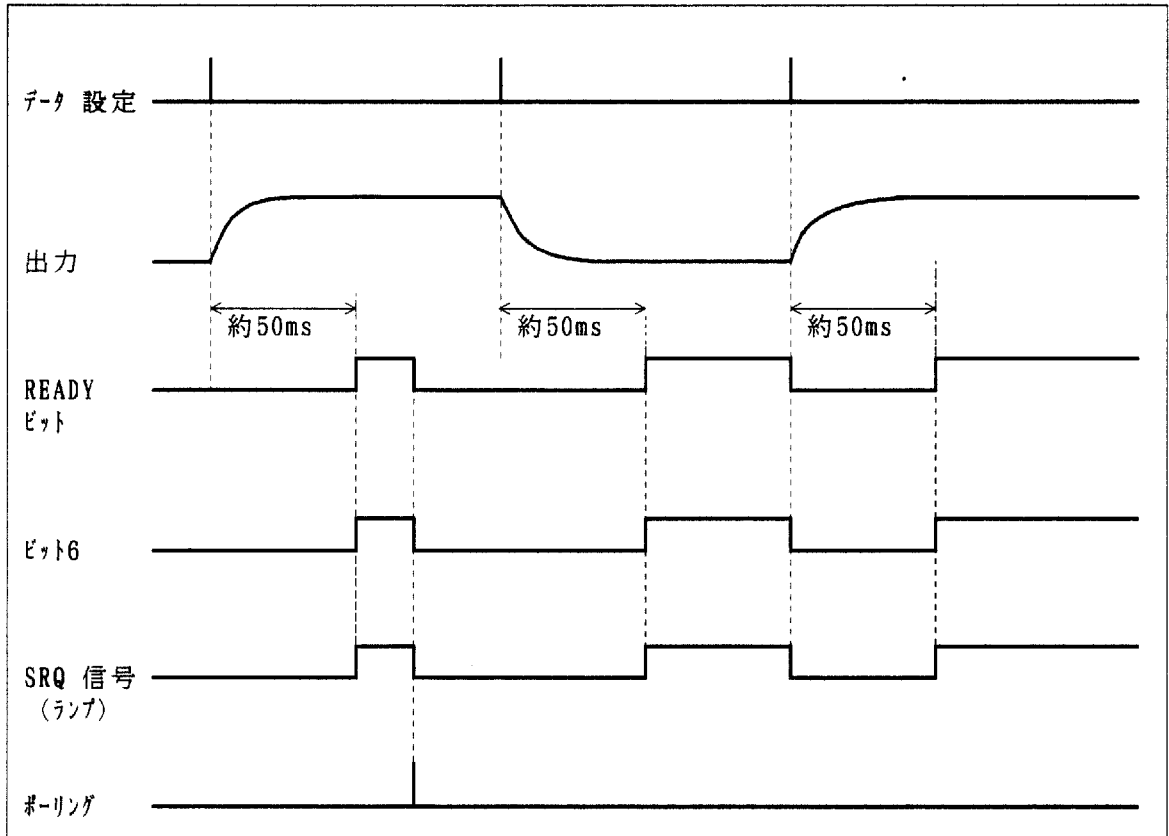 データ 設定
出力
約50ms 約50ms 約50ms
READY
ビット
ビット6
SRQ 信号
(ランプ)
ポーリング